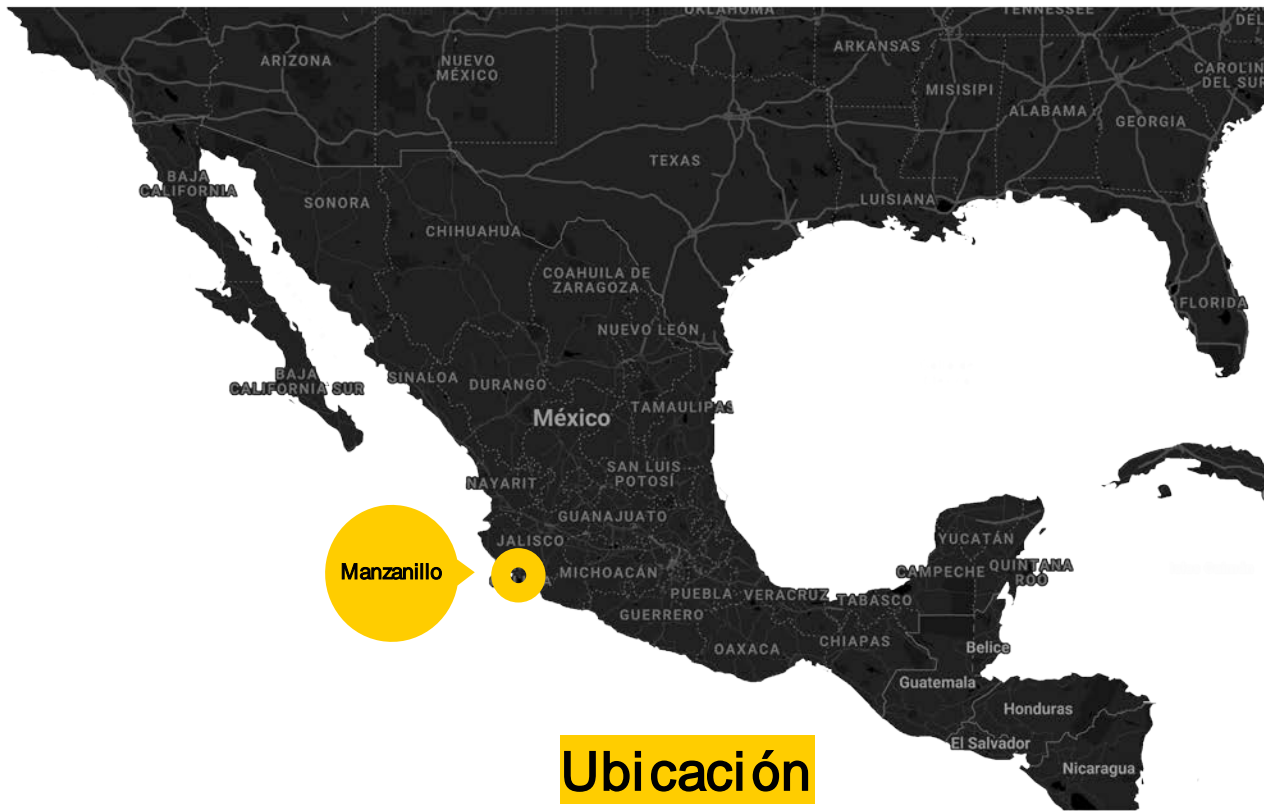 OKLAHOMA
TENNESSEE
ARKANSAS
CAROLIN
DEL SUR
ARIZONA
NUEVO
MÉXICO
MISISIPI
ALABAMA
GEORGIA
TEXAS
BAJA
CALIFORNIA
SONORA
LUISIANA
CHIHUAHUA
COAHUILA DE
ZARAGOZA
FLORIDA
NUEVO LEÓN
BAJA
CALIFORNIA SUR
SINALOA
DURANGO
México
TAMAULIPAS
SAN LUIS
POTOSÍ
NAYARIT
GUANAJUATO
JALISCO
YUCATÁN
Manzanillo
MICHOACÁN
CAMPECHE
QUINTANA
ROO
PUEBLA
VERACRUZ
TABASCO
GUERRERO
OAXACA
CHIAPAS
Belice
Guatemala
Honduras
El Salvador
Nicaragua
Ubicación